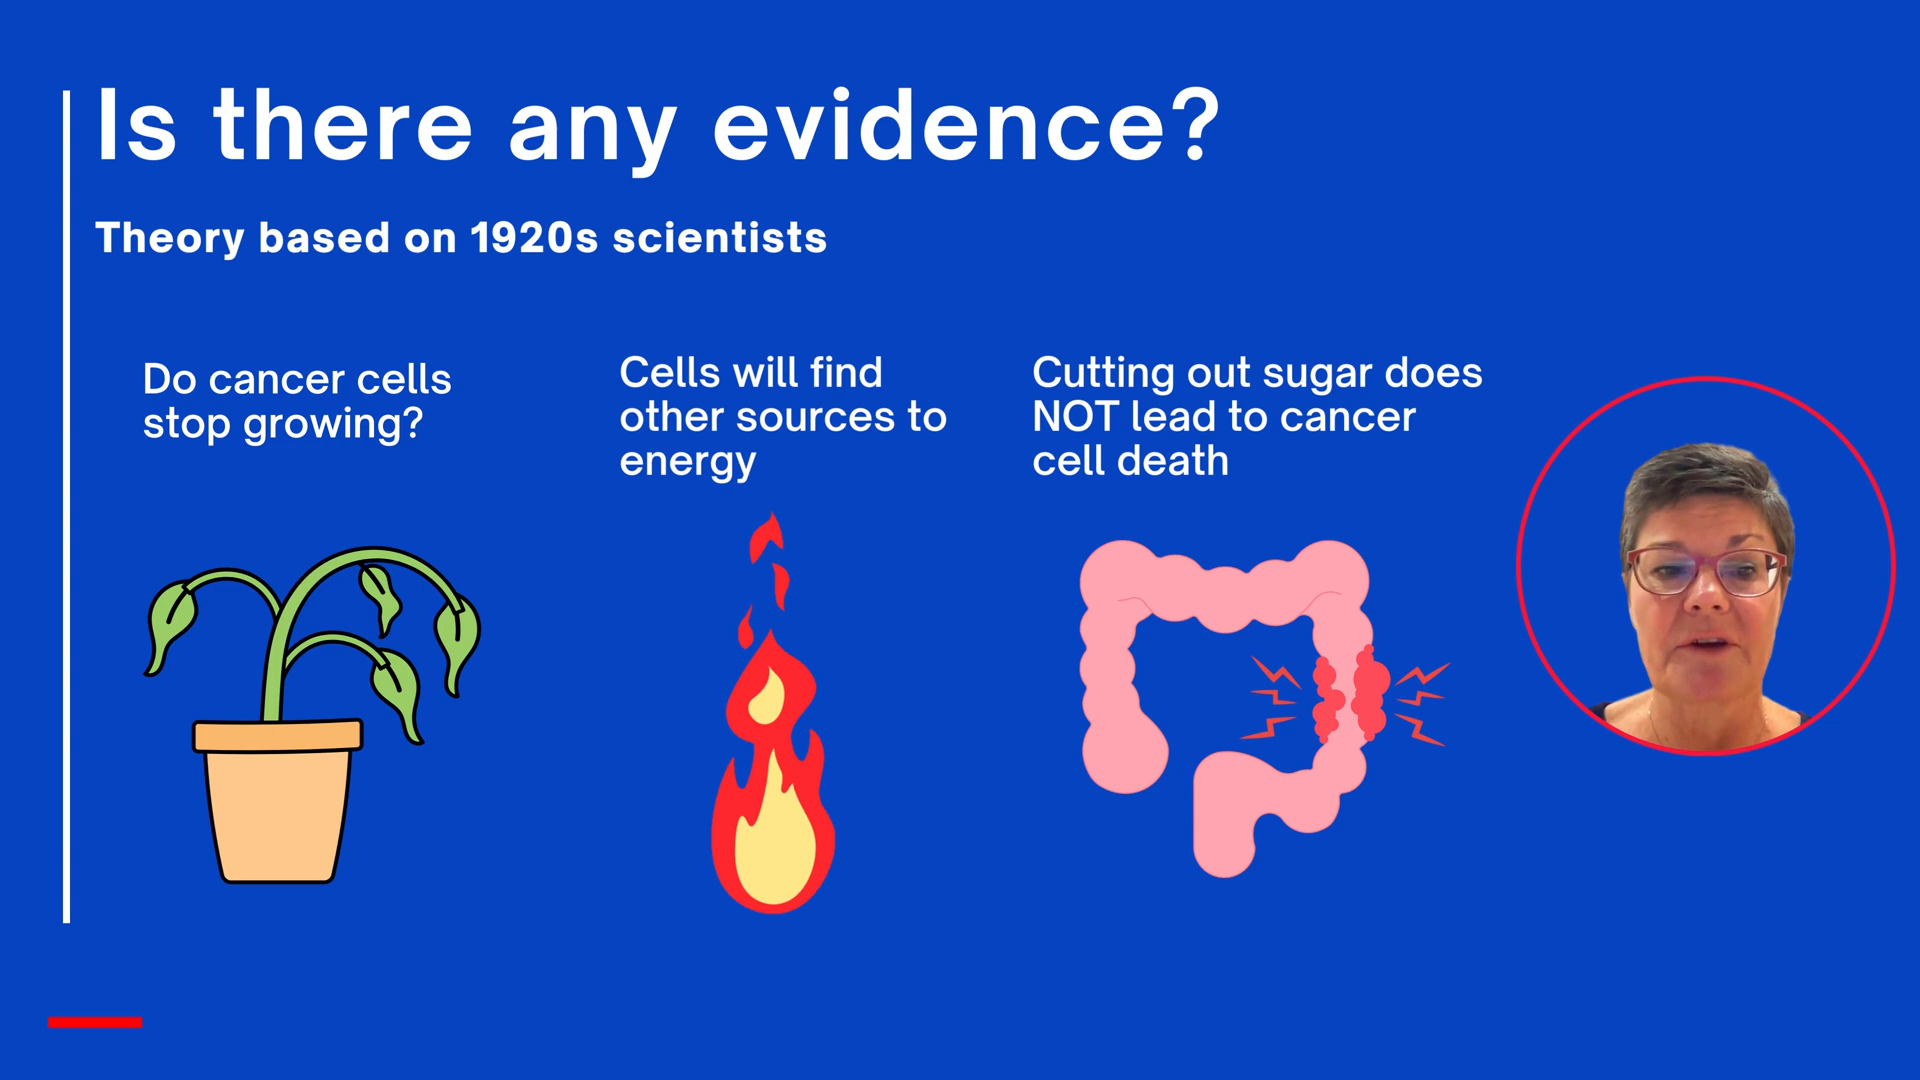 Is there any evidence?
Theory based on 1920s scientists
Do cancer cells
stop growing?
Cells will find
other sources to
energy
Cutting out sugar does
NOT lead to cancer
cell death